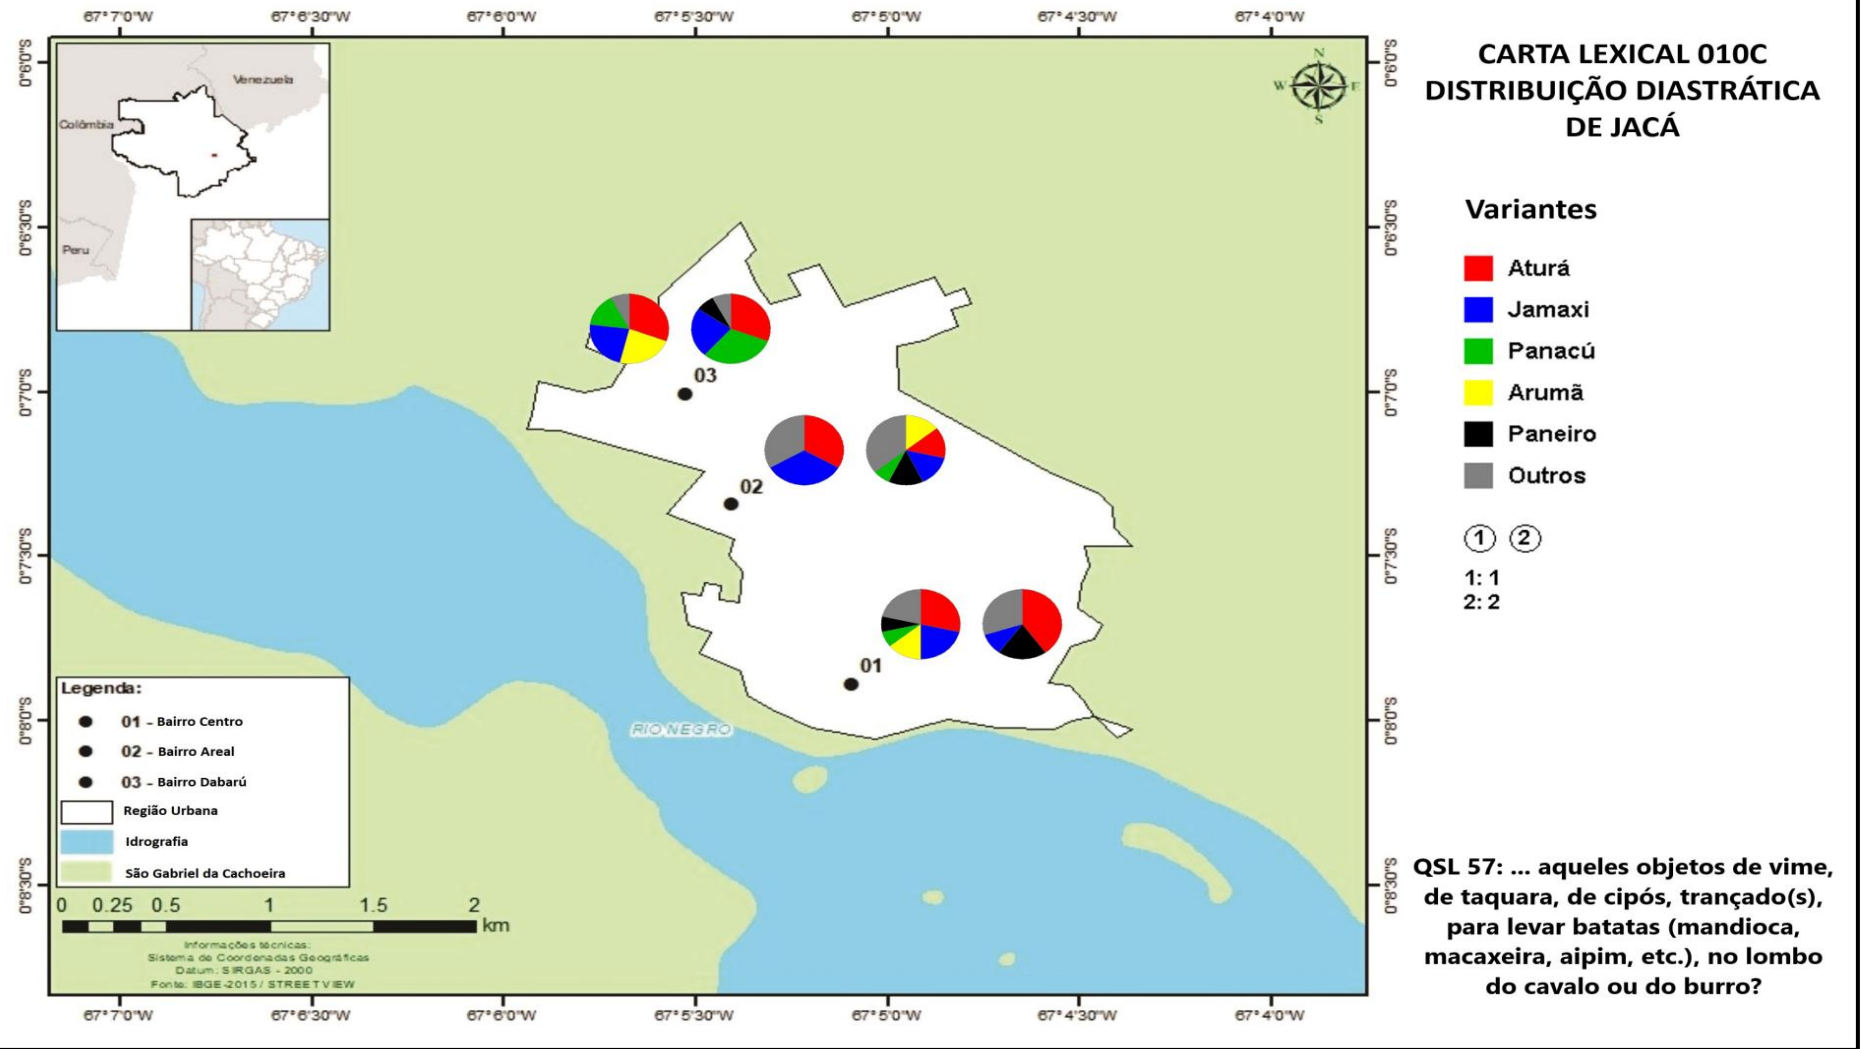 67°7'0"W 67°6'30"W 67°6'0"W 67°5'30"W 67°5'0"W 67°4'30"W 67°4'0"W
0°6'0"S
0°6'30"S
0°7'0"S
0°7'30"S
0°8'0"S
0°8'30"S
Venezuela
Colômbia
Peru
N
W E
S
03
02
01
RIO NEGRO
Legenda:
01 - Bairro Centro
02 - Bairro Areal
03 - Bairro Dabarú
Região Urbana
Idrografia
São Gabriel da Cachoeira
0 0.25 0.5 1 1.5 2
km
Informações técnicas:
Sistema de Coordenadas Geográficas
Datum: SIRGAS - 2000
Fonte: IBGE-2015 / STREET VIEW
0°6'0"S
0°6'30"S
0°7'0"S
0°7'30"S
0°8'0"S
0°8'30"S
67°7'0"W 67°6'30"W 67°6'0"W 67°5'30"W 67°5'0"W 67°4'30"W 67°4'0"W
CARTA LEXICAL 010C
DISTRIBUIÇÃO DIASTRÁTICA
DE JACÁ
Variantes
Aturá
Jamaxi
Panacú
Arumã
Paneiro
Outros
1 2
1: 1
2: 2
QSL 57: ... aqueles objetos de vime,
de taquara, de cipós, trançado(s),
para levar batatas (mandioca,
macaxeira, aipim, etc.), no lombo
do cavalo ou do burro?